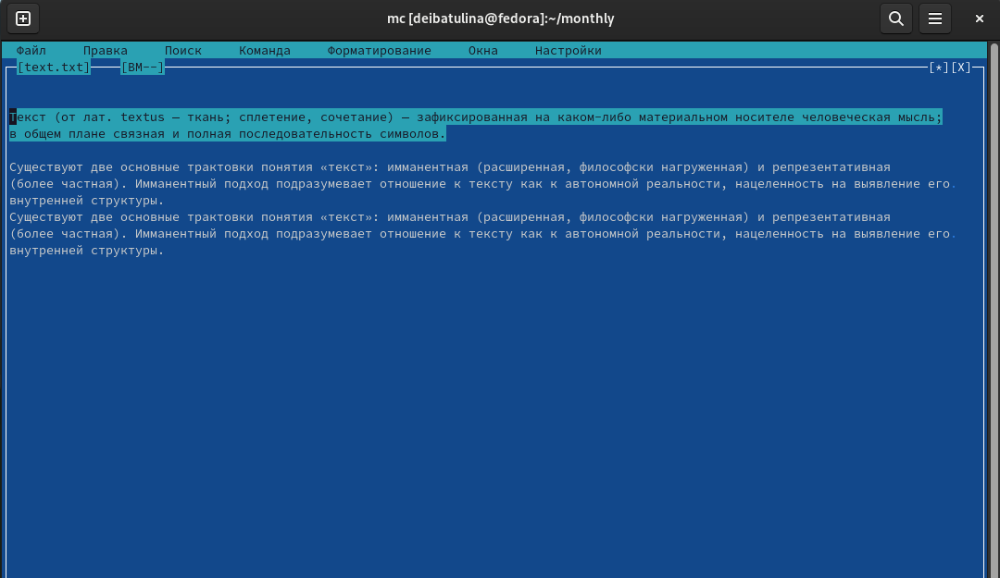 mc [deibatulina@fedora]:~/monthly
Файл Правка Поиск Команда Форматирование Окна Настройки
[text.txt] [BM--] [*][X]
Текст (от лат. textus — ткань; сплетение, сочетание) — зафиксированная на каком-либо материальном носителе человеческая мысль;
в общем плане связная и полная последовательность символов.
Существуют две основные трактовки понятия «текст»: имманентная (расширенная, философски нагруженная) и репрезентативная
(более частная). Имманентный подход подразумевает отношение к тексту как к автономной реальности, нацеленность на выявление его.
внутренней структуры.
Существуют две основные трактовки понятия «текст»: имманентная (расширенная, философски нагруженная) и репрезентативная
(более частная). Имманентный подход подразумевает отношение к тексту как к автономной реальности, нацеленность на выявление его.
внутренней структуры.